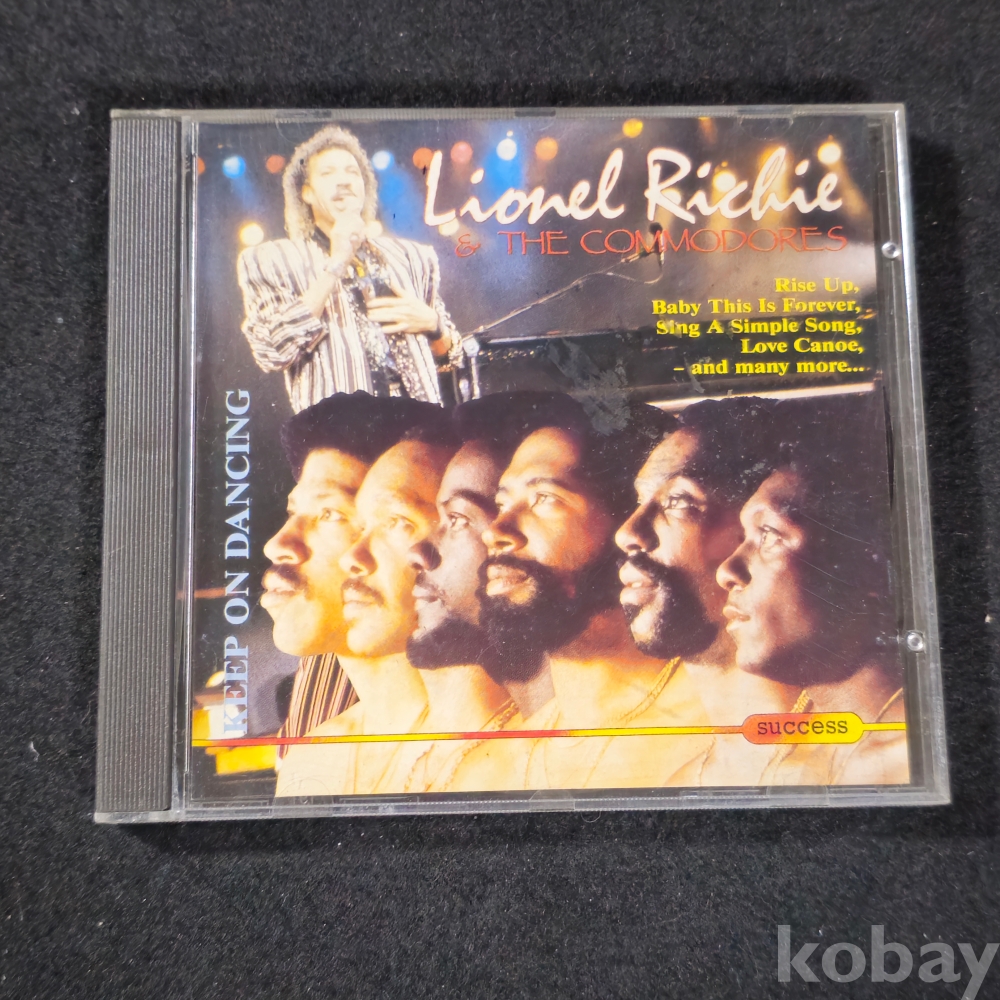 Lionel Richie
& THE COMMODORES
Rise Up,
Baby This Is Forever,
Sing A Simple Song,
Love Canoe,
– and many more...
KEEP ON DANCING
success
kobay